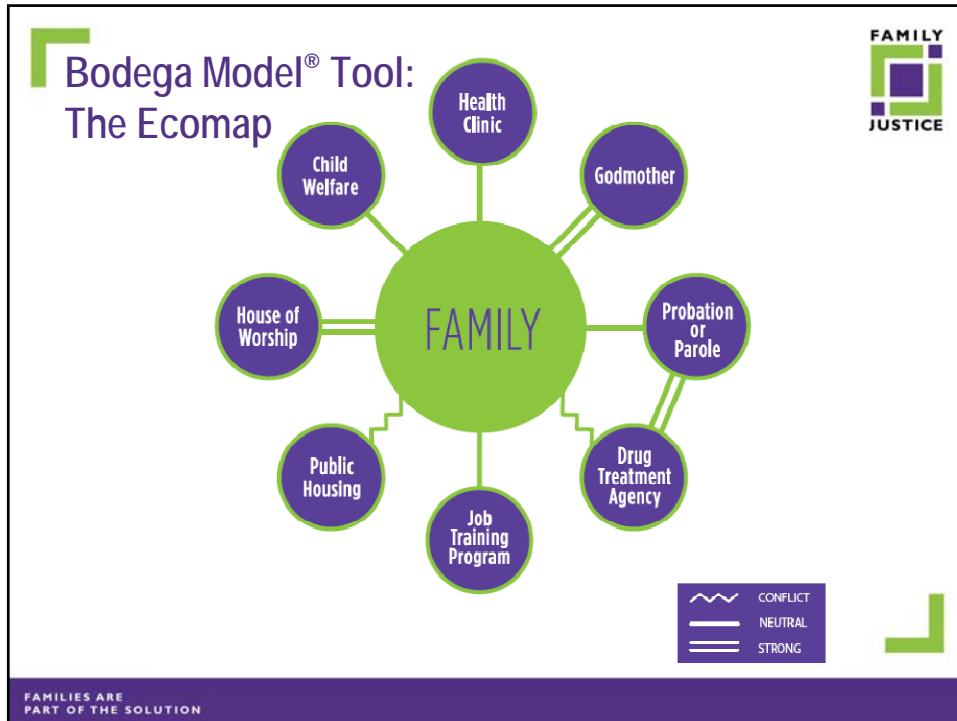 Bodega Model® Tool:
The Ecomap
FAMILY
JUSTICE
Health
Clinic
Godmother
Child
Welfare
House of
Worship
FAMILY
Probation
or
Parole
Public
Housing
Drug
Treatment
Agency
Job
Training
Program
CONFLICT
NEUTRAL
STRONG
FAMILIES ARE
PART OF THE SOLUTION